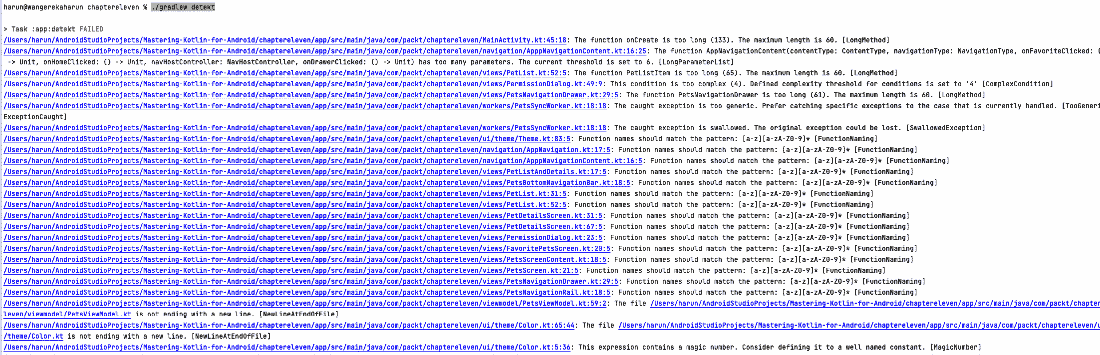 harun@wangerekaharun chaptereleven % ./gradlew detekt
> Task :app:detekt FAILED
/Users/harun/AndroidStudioProjects/Mastering-Kotlin-for-Android/chaptereleven/app/src/main/java/com/packt/chaptereleven/MainActivity.kt:45:18: The function onCreate is too long (133). The maximum length is 60. [LongMethod]
/Users/harun/AndroidStudioProjects/Mastering-Kotlin-for-Android/chaptereleven/app/src/main/java/com/packt/chaptereleven/navigation/ApppNavigationContent.kt:16:25: The function AppNavigationContent(contentType: ContentType, navigationType: NavigationType, onFavoriteClicked: (
-> Unit, onHomeClicked: () -> Unit, navHostController: NavHostController, onDrawerClicked: () -> Unit) has too many parameters. The current threshold is set to 6. [LongParameterList]
/Users/harun/AndroidStudioProjects/Mastering-Kotlin-for-Android/chaptereleven/app/src/main/java/com/packt/chaptereleven/views/PetList.kt:52:5: The function PetListItem is too long (65). The maximum length is 60. [LongMethod]
/Users/harun/AndroidStudioProjects/Mastering-Kotlin-for-Android/chaptereleven/app/src/main/java/com/packt/chaptereleven/views/PermissionDialog.kt:49:9: This condition is too complex (4). Defined complexity threshold for conditions is set to '4' [ComplexCondition]
/Users/harun/AndroidStudioProjects/Mastering-Kotlin-for-Android/chaptereleven/app/src/main/java/com/packt/chaptereleven/views/PetsNavigationDrawer.kt:29:5: The function PetsNavigationDrawer is too long (61). The maximum length is 60. [LongMethod]
/Users/harun/AndroidStudioProjects/Mastering-Kotlin-for-Android/chaptereleven/app/src/main/java/com/packt/chaptereleven/workers/PetsSyncWorker.kt:18:18: The caught exception is too generic. Prefer catching specific exceptions to the case that is currently handled. [TooGeneri
ExceptionCaught]
/Users/harun/AndroidStudioProjects/Mastering-Kotlin-for-Android/chaptereleven/app/src/main/java/com/packt/chaptereleven/workers/PetsSyncWorker.kt:18:18: The caught exception is swallowed. The original exception could be lost. [SwallowedException]
/Users/harun/AndroidStudioProjects/Mastering-Kotlin-for-Android/chaptereleven/app/src/main/java/com/packt/chaptereleven/ui/theme/Theme.kt:83:5: Function names should match the pattern: [a-z][a-zA-Z0-9]* [FunctionNaming]
/Users/harun/AndroidStudioProjects/Mastering-Kotlin-for-Android/chaptereleven/app/src/main/java/com/packt/chaptereleven/navigation/AppNavigation.kt:17:5: Function names should match the pattern: [a-z][a-zA-Z0-9]* [FunctionNaming]
/Users/harun/AndroidStudioProjects/Mastering-Kotlin-for-Android/chaptereleven/app/src/main/java/com/packt/chaptereleven/navigation/ApppNavigationContent.kt:16:5: Function names should match the pattern: [a-z][a-zA-Z0-9]* [FunctionNaming]
/Users/harun/AndroidStudioProjects/Mastering-Kotlin-for-Android/chaptereleven/app/src/main/java/com/packt/chaptereleven/views/PetListAndDetails.kt:17:5: Function names should match the pattern: [a-z][a-zA-Z0-9]* [FunctionNaming]
/Users/harun/AndroidStudioProjects/Mastering-Kotlin-for-Android/chaptereleven/app/src/main/java/com/packt/chaptereleven/views/PetsBottomNavigationBar.kt:18:5: Function names should match the pattern: [a-z][a-zA-Z0-9]* [FunctionNaming]
/Users/harun/AndroidStudioProjects/Mastering-Kotlin-for-Android/chaptereleven/app/src/main/java/com/packt/chaptereleven/views/PetList.kt:31:5: Function names should match the pattern: [a-z][a-zA-Z0-9]* [FunctionNaming]
/Users/harun/AndroidStudioProjects/Mastering-Kotlin-for-Android/chaptereleven/app/src/main/java/com/packt/chaptereleven/views/PetList.kt:52:5: Function names should match the pattern: [a-z][a-zA-Z0-9]* [FunctionNaming]
/Users/harun/AndroidStudioProjects/Mastering-Kotlin-for-Android/chaptereleven/app/src/main/java/com/packt/chaptereleven/views/PetDetailsScreen.kt:31:5: Function names should match the pattern: [a-z][a-zA-Z0-9]* [FunctionNaming]
/Users/harun/AndroidStudioProjects/Mastering-Kotlin-for-Android/chaptereleven/app/src/main/java/com/packt/chaptereleven/views/PetDetailsScreen.kt:67:5: Function names should match the pattern: [a-z][a-zA-Z0-9]* [FunctionNaming]
/Users/harun/AndroidStudioProjects/Mastering-Kotlin-for-Android/chaptereleven/app/src/main/java/com/packt/chaptereleven/views/PermissionDialog.kt:23:5: Function names should match the pattern: [a-z][a-zA-Z0-9]* [FunctionNaming]
/Users/harun/AndroidStudioProjects/Mastering-Kotlin-for-Android/chaptereleven/app/src/main/java/com/packt/chaptereleven/views/FavoritePetsScreen.kt:20:5: Function names should match the pattern: [a-z][a-zA-Z0-9]* [FunctionNaming]
/Users/harun/AndroidStudioProjects/Mastering-Kotlin-for-Android/chaptereleven/app/src/main/java/com/packt/chaptereleven/views/PetsScreenContent.kt:18:5: Function names should match the pattern: [a-z][a-zA-Z0-9]* [FunctionNaming]
/Users/harun/AndroidStudioProjects/Mastering-Kotlin-for-Android/chaptereleven/app/src/main/java/com/packt/chaptereleven/views/PetsScreen.kt:21:5: Function names should match the pattern: [a-z][a-zA-Z0-9]* [FunctionNaming]
/Users/harun/AndroidStudioProjects/Mastering-Kotlin-for-Android/chaptereleven/app/src/main/java/com/packt/chaptereleven/views/PetsNavigationDrawer.kt:29:5: Function names should match the pattern: [a-z][a-zA-Z0-9]* [FunctionNaming]
/Users/harun/AndroidStudioProjects/Mastering-Kotlin-for-Android/chaptereleven/app/src/main/java/com/packt/chaptereleven/views/PetsNavigationRail.kt:18:5: Function names should match the pattern: [a-z][a-zA-Z0-9]* [FunctionNaming]
/Users/harun/AndroidStudioProjects/Mastering-Kotlin-for-Android/chaptereleven/app/src/main/java/com/packt/chaptereleven/viewmodel/PetsViewModel.kt:59:2: The file /Users/harun/AndroidStudioProjects/Mastering-Kotlin-for-Android/chaptereleven/app/src/main/java/com/packt/chapter
eleven/viewmodel/PetsViewModel.kt is not ending with a new line. [NewLineAtEndOfFile]
/Users/harun/AndroidStudioProjects/Mastering-Kotlin-for-Android/chaptereleven/app/src/main/java/com/packt/chaptereleven/ui/theme/Color.kt:65:44: The file /Users/harun/AndroidStudioProjects/Mastering-Kotlin-for-Android/chaptereleven/app/src/main/java/com/packt/chaptereleven/u
/theme/Color.kt is not ending with a new line. [NewLineAtEndOfFile]
/Users/harun/AndroidStudioProjects/Mastering-Kotlin-for-Android/chaptereleven/app/src/main/java/com/packt/chaptereleven/ui/theme/Color.kt:5:36: This expression contains a magic number. Consider defining it to a well named constant. [MagicNumber]